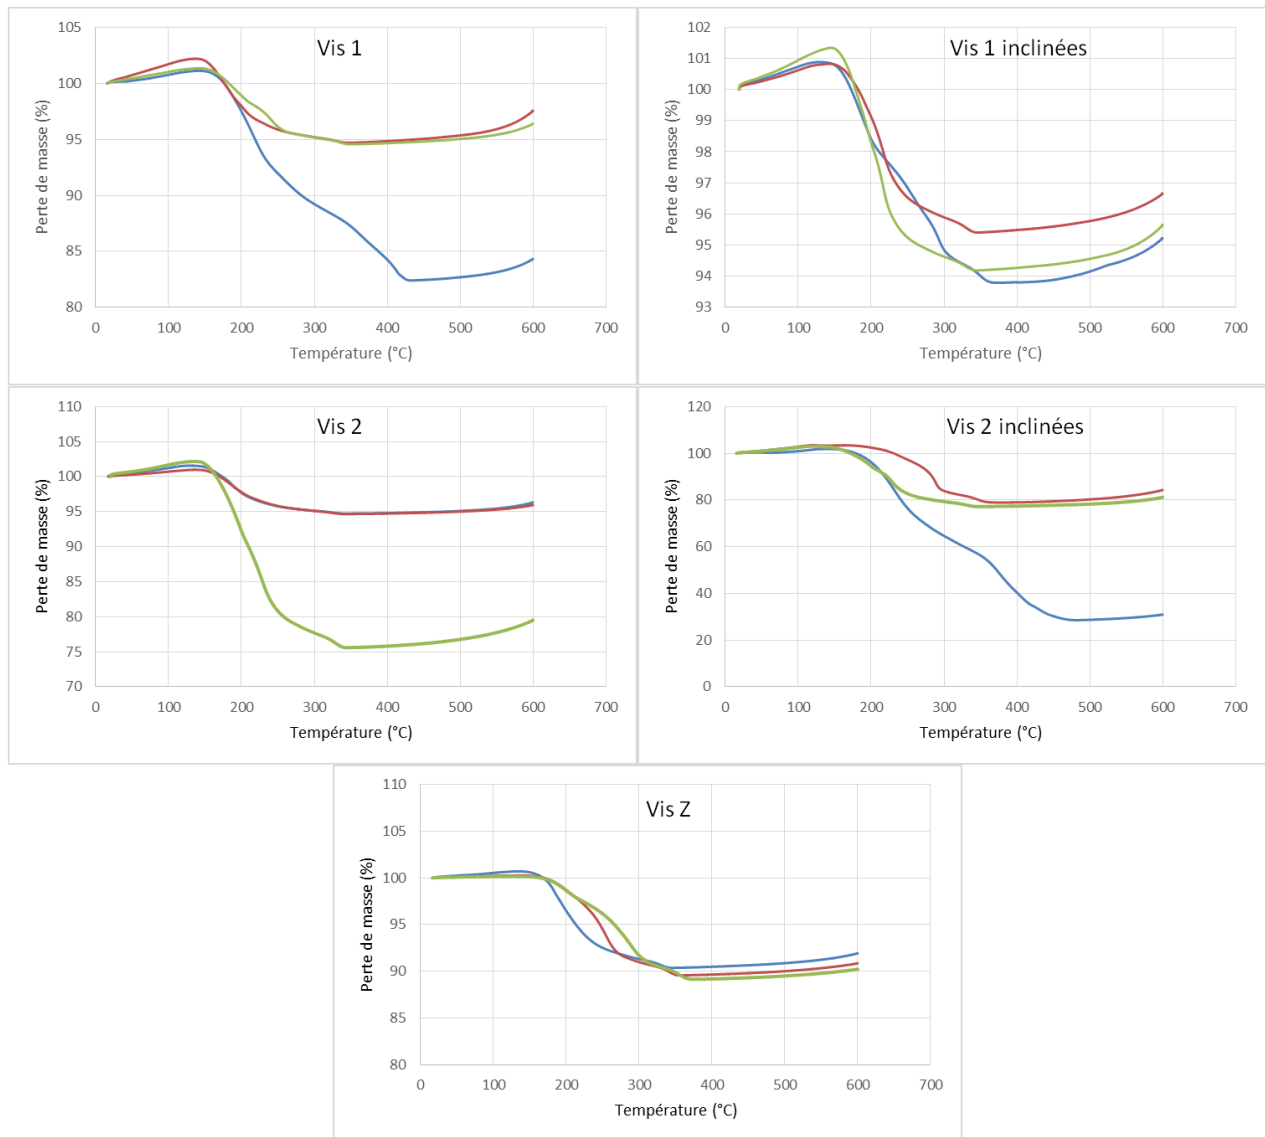 Vis 1
Perte de masse (%)
105
100
95
90
85
80
0 100 200 300 400 500 600 700
Température (°C)
Vis 1 inclinées
Perte de masse (%)
102
101
100
99
98
97
96
95
94
93
0 100 200 300 400 500 600 700
Température (°C)
Vis 2
Perte de masse (%)
110
105
100
95
90
85
80
75
70
0 100 200 300 400 500 600 700
Température (°C)
Vis 2 inclinées
Perte de masse (%)
120
100
80
60
40
20
0
0 100 200 300 400 500 600 700
Température (°C)
Vis Z
Perte de masse (%)
110
105
100
95
90
85
80
0 100 200 300 400 500 600 700
Température (°C)